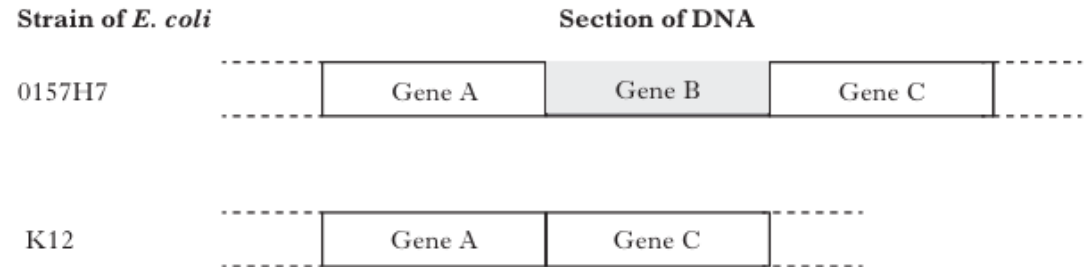 Strain of E. coli Section of DNA
0157H7 Gene A Gene B Gene C
K12 Gene A Gene C